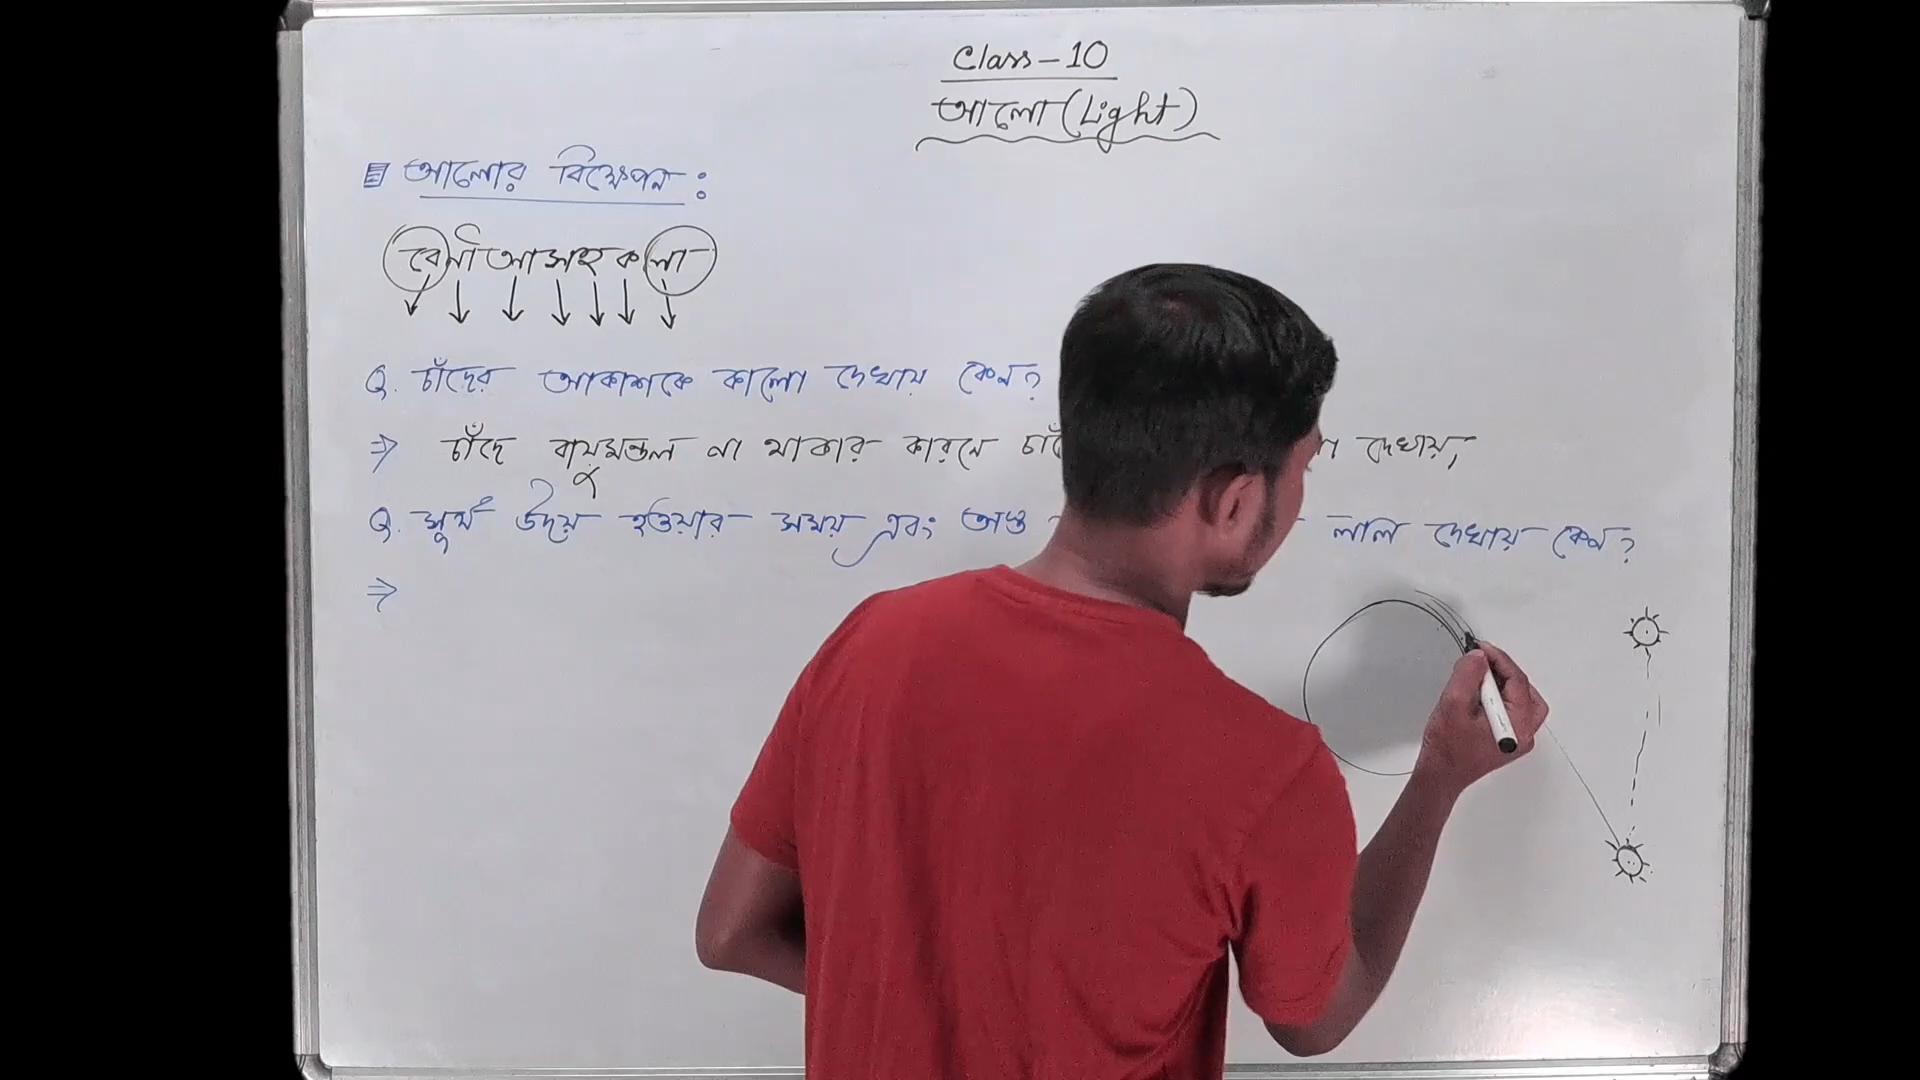 Class-10
আলো (Light)
আলোর বিক্ষেপন :
বেনীআসহকলা
Q. চাঁদের আকাশকে কালো দেখায় কেন?
⇒ চাঁদে বায়ুমন্ডল না থাকার কারনে দেখায়,
Q. সূর্য উদয় হওয়ার সময় এবং অস্ত লাল দেখায় কেন?
⇒